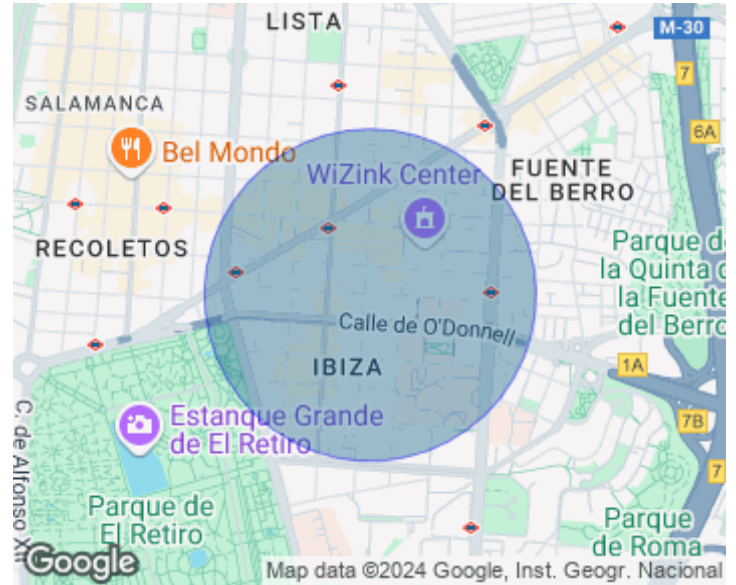 LISTA
M-30
7
SALAMANCA
6A
Bel Mondo
WiZink Center
FUENTE
DEL BERRO
RECOLETOS
Parque d
la Quinta d
la Fuente
del Berro
Calle de O'Donnell
IBIZA
1A
Estanque Grande
de El Retiro
7B
C. de Alfonso XII
7
Parque de
El Retiro
Parque
de Roma
Google
Map data ©2024 Google, Inst. Geogr. Nacional